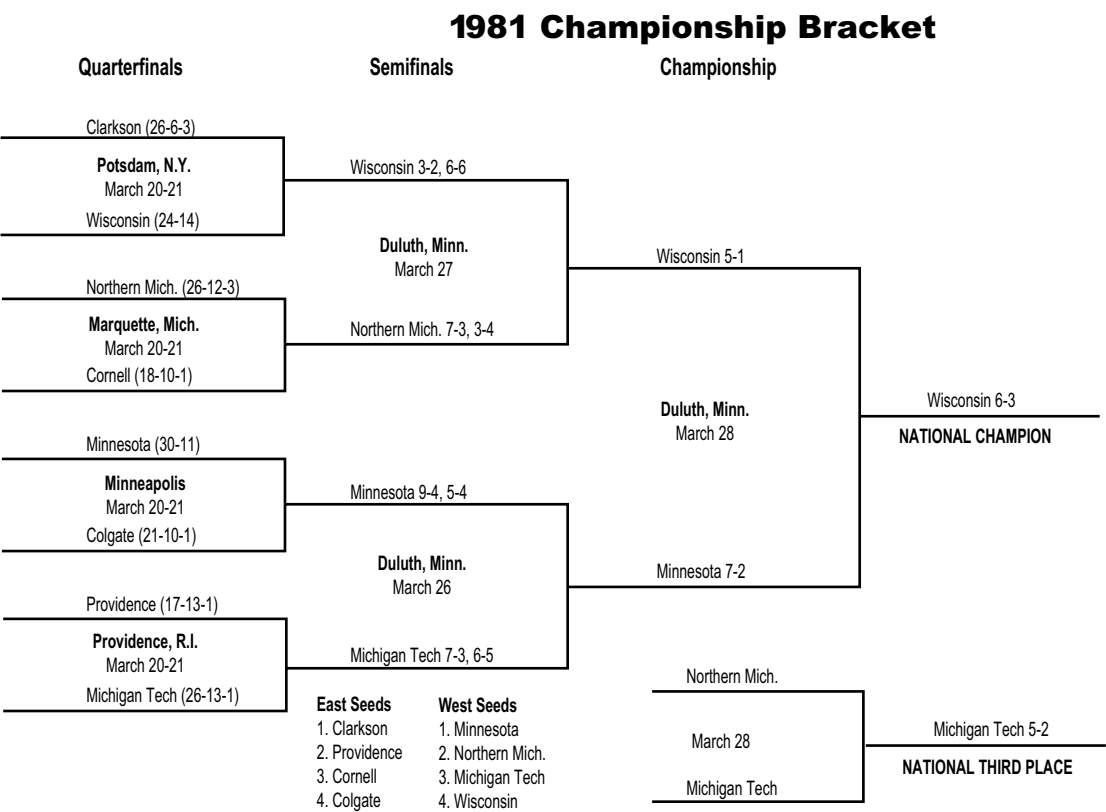 1981 Championship Bracket
Quarterfinals
Semifinals
Championship
Clarkson (26-6-3)
Potsdam, N.Y.
March 20-21
Wisconsin (24-14)
Northern Mich. (26-12-3)
Marquette, Mich.
March 20-21
Cornell (18-10-1)
Minnesota (30-11)
Minneapolis
March 20-21
Colgate (21-10-1)
Providence (17-13-1)
Providence, R.I.
March 20-21
Michigan Tech (26-13-1)
Wisconsin 3-2, 6-6
Duluth, Minn.
March 27
Northern Mich. 7-3, 3-4
Minnesota 9-4, 5-4
Duluth, Minn.
March 26
Michigan Tech 7-3, 6-5
Wisconsin 5-1
Duluth, Minn.
March 28
Minnesota 7-2
Wisconsin 6-3
NATIONAL CHAMPION
East Seeds
1. Clarkson
2. Providence
3. Cornell
4. Colgate
West Seeds
1. Minnesota
2. Northern Mich.
3. Michigan Tech
4. Wisconsin
Northern Mich.
March 28
Michigan Tech
Michigan Tech 5-2
NATIONAL THIRD PLACE